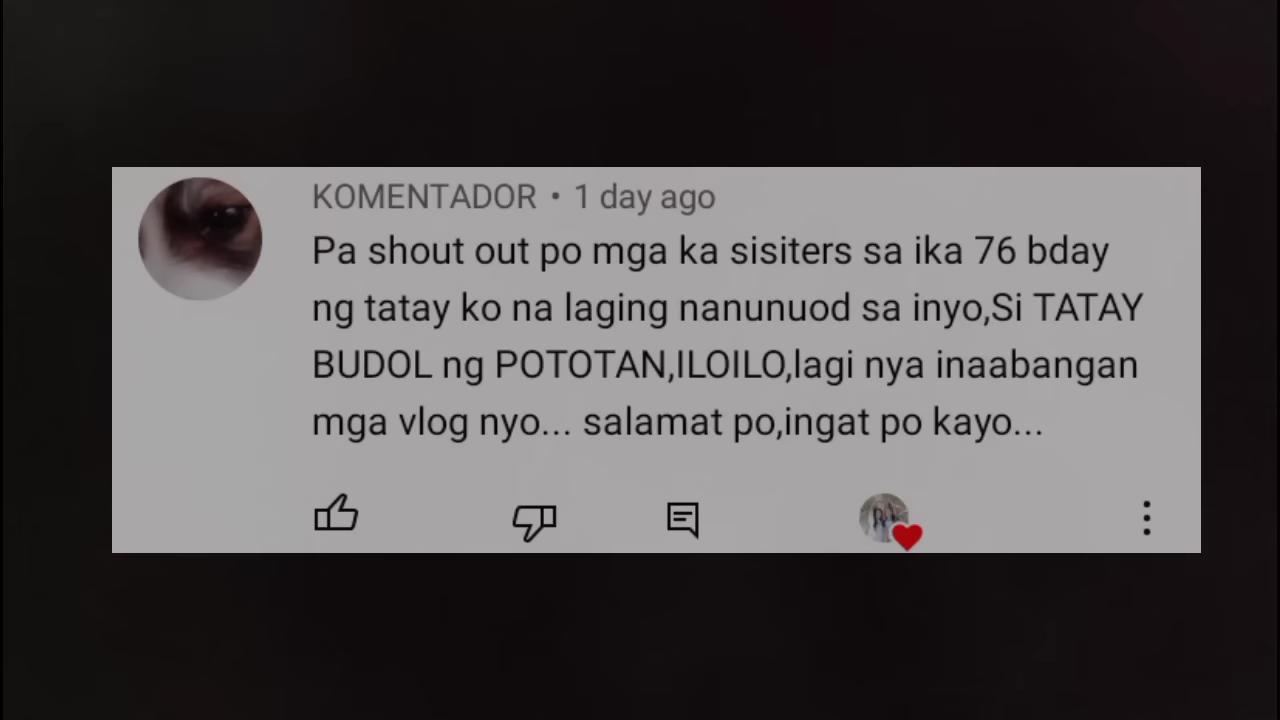 KOMENTADOR • 1 day ago
Pa shout out po mga ka sisiters sa ika 76 bday
ng tatay ko na laging nanunuod sa inyo,Si TATAY
BUDOL ng POTOTAN,ILOILO,lagi nya inaabangan
mga vlog nyo... salamat po,ingat po kayo...